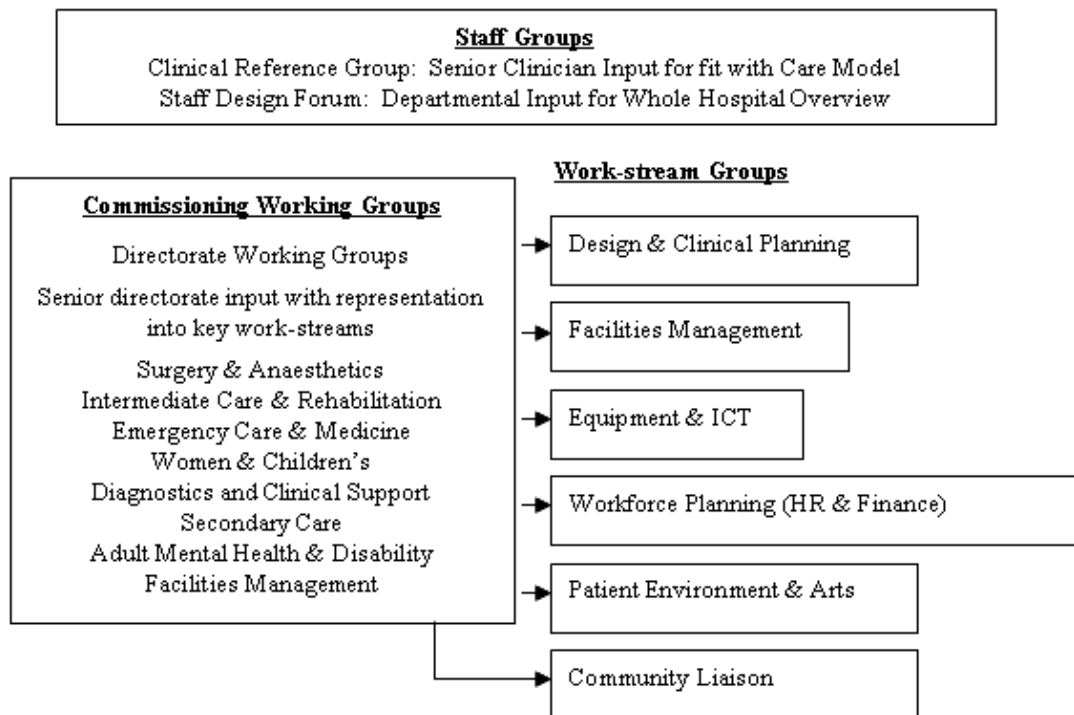 Staff Groups
Clinical Reference Group: Senior Clinician Input for fit with Care Model
Staff Design Forum: Departmental Input for Whole Hospital Overview
Commissioning Working Groups
Directorate Working Groups
Senior directorate input with representation
into key work-streams
Surgery & Anaesthetics
Intermediate Care & Rehabilitation
Emergency Care & Medicine
Women & Children's
Diagnostics and Clinical Support
Secondary Care
Adult Mental Health & Disability
Facilities Management
Work-stream Groups
Design & Clinical Planning
Facilities Management
Equipment & ICT
Workforce Planning (HR & Finance)
Patient Environment & Arts
Community Liaison